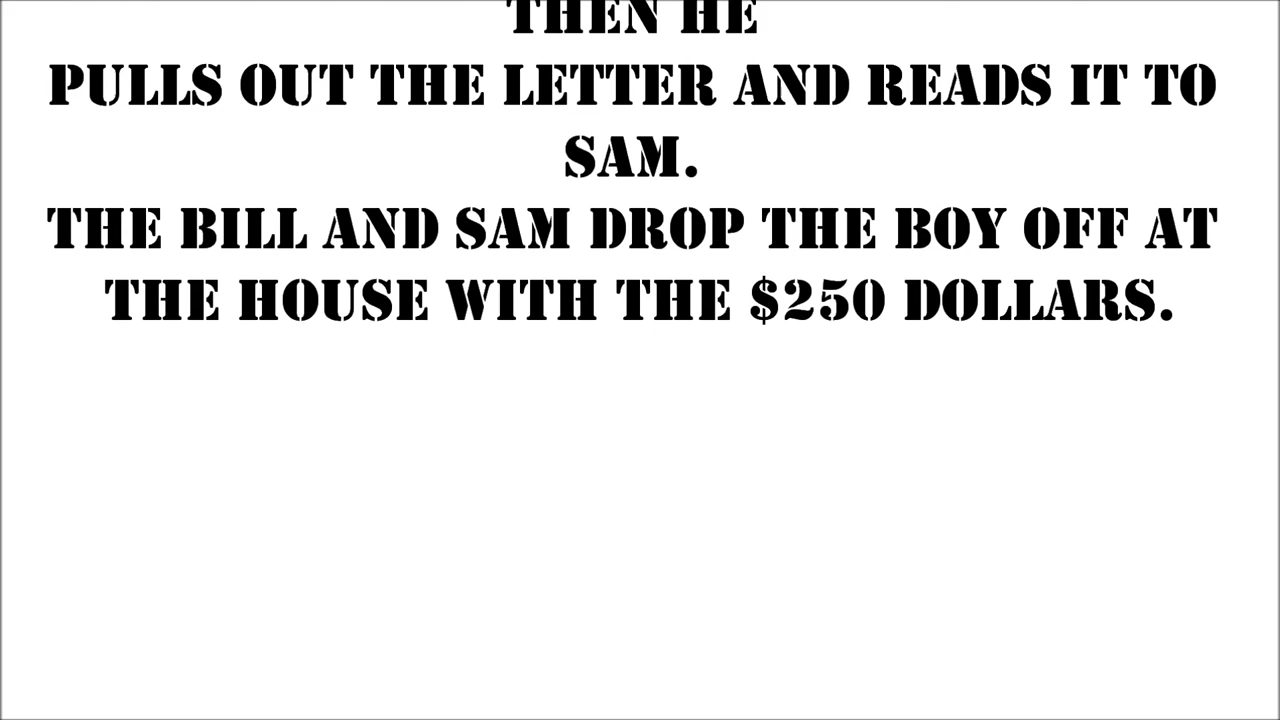 THEN HE
PULLS OUT THE LETTER AND READS IT TO
SAM.
THE BILL AND SAM DROP THE BOY OFF AT
THE HOUSE WITH THE $250 DOLLARS.